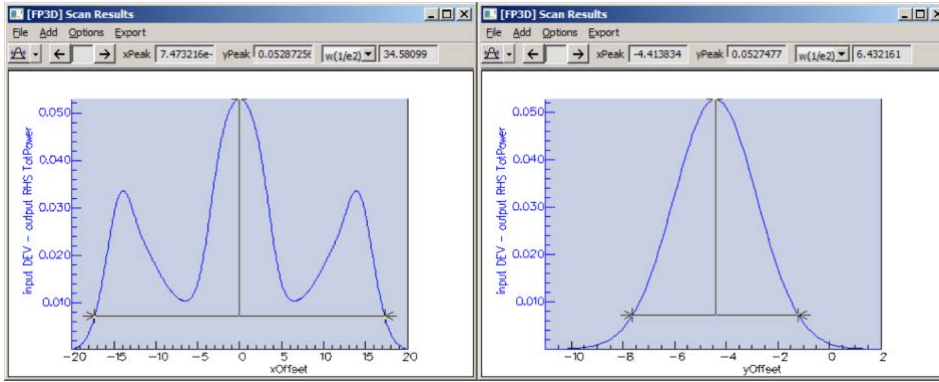 [FP3D] Scan Results
File Add Options Export
xPeak 7.473216e- yPeak 0.0528725( w(1/e2) 34.58099
input DEV - output RHS TotPower
0.050
0.040
0.030
0.020
0.010
-20 -15 -10 -5 0 5 10 15 20
xOffset
[FP3D] Scan Results
File Add Options Export
xPeak -4.413834 yPeak 0.0527477 w(1/e2) 6.432161
input DEV - output RHS TotPower
0.050
0.040
0.030
0.020
0.010
-10 -8 -6 -4 -2 0 2
yOffset